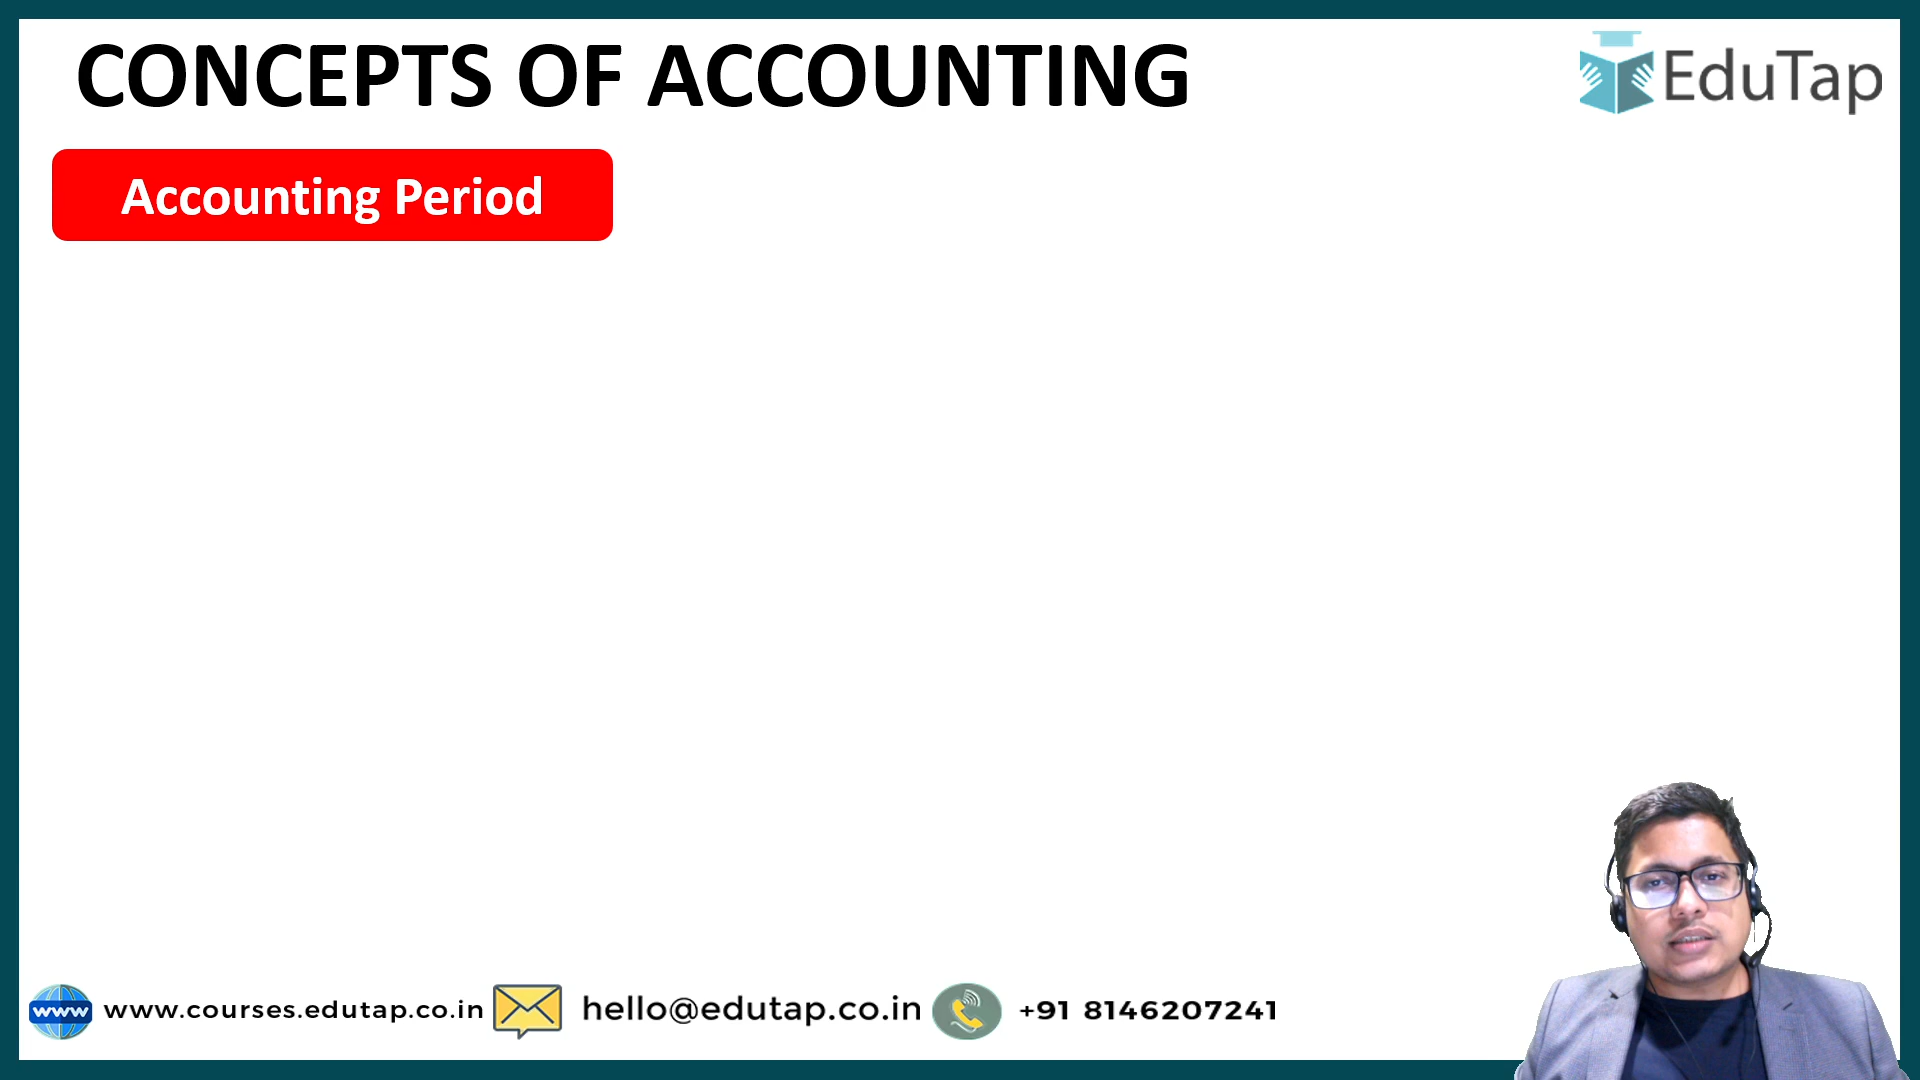 CONCEPTS OF ACCOUNTING
EduTap
Accounting Period
www www.courses.edutap.co.in hello@edutap.co.in +91 8146207241